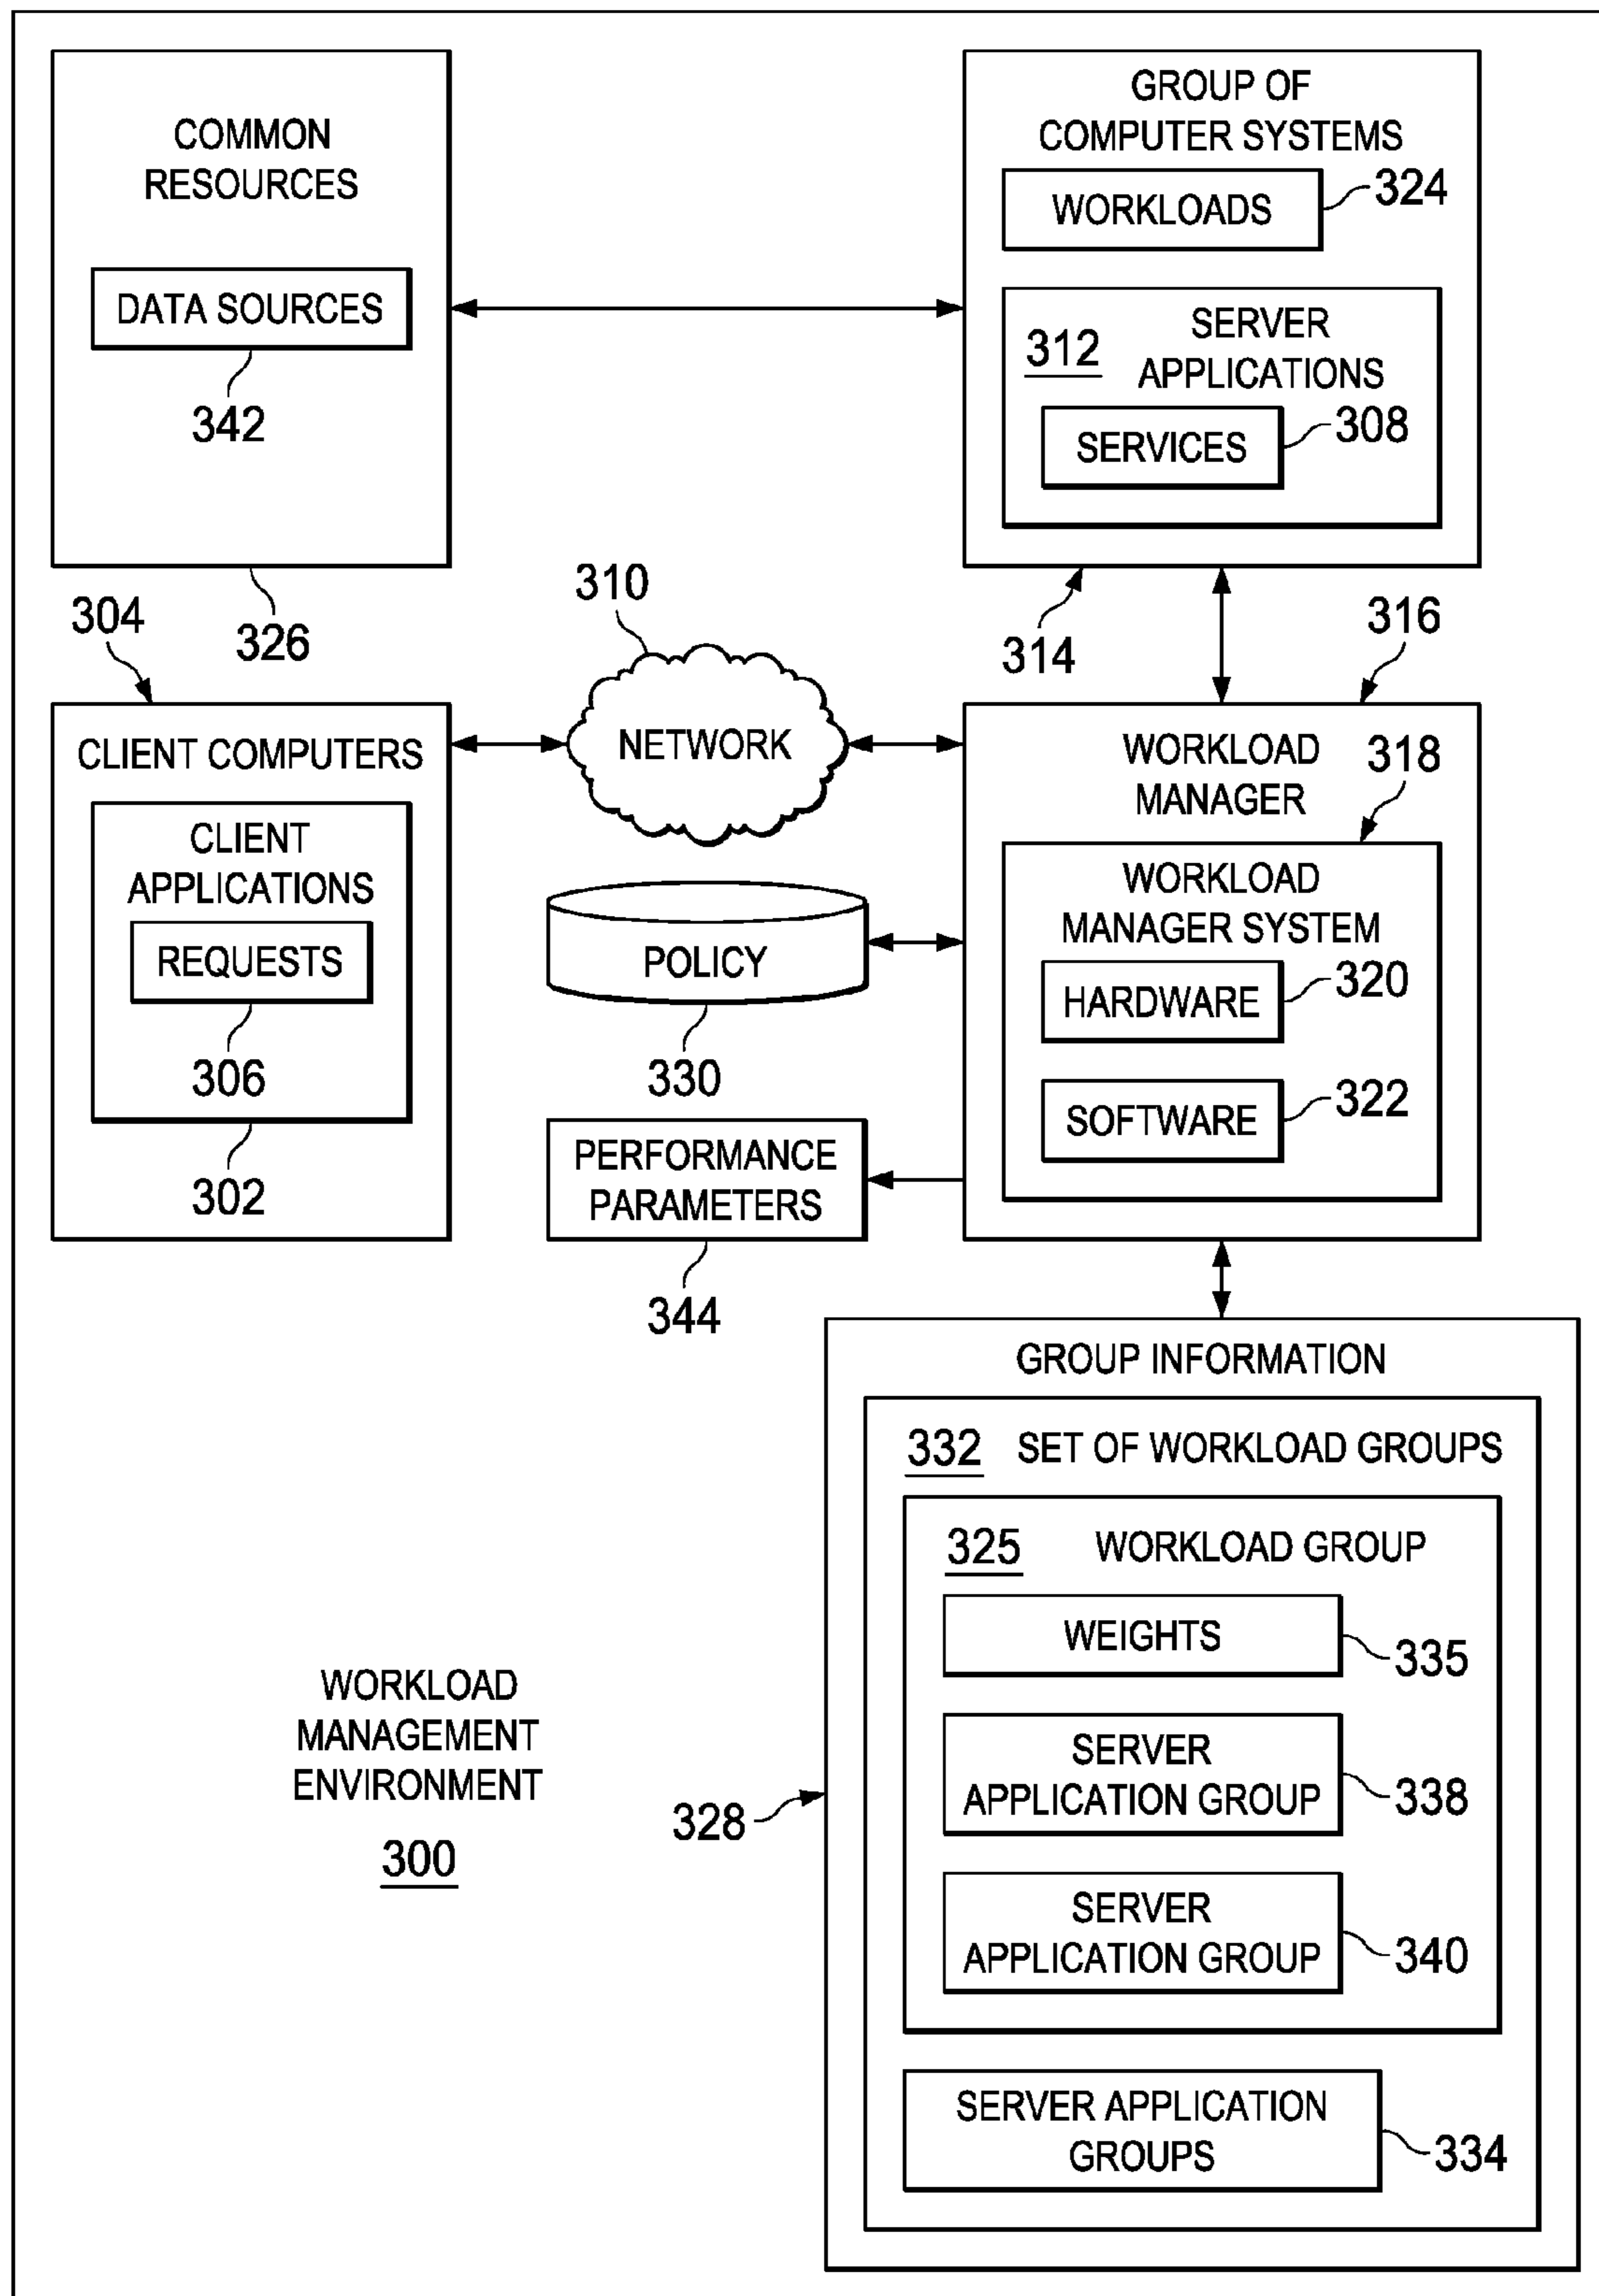 COMMON
RESOURCES
DATA SOURCES
342
326
GROUP OF
COMPUTER SYSTEMS
WORKLOADS
324
312
SERVER
APPLICATIONS
SERVICES
308
314
304
CLIENT COMPUTERS
CLIENT
APPLICATIONS
REQUESTS
306
302
310
NETWORK
POLICY
330
PERFORMANCE
PARAMETERS
344
316
WORKLOAD
MANAGER
318
WORKLOAD
MANAGER SYSTEM
HARDWARE
320
SOFTWARE
322
GROUP INFORMATION
332 SET OF WORKLOAD GROUPS
325 WORKLOAD GROUP
WEIGHTS
335
SERVER
APPLICATION GROUP
338
SERVER
APPLICATION GROUP
340
SERVER APPLICATION
GROUPS
334
328
WORKLOAD
MANAGEMENT
ENVIRONMENT
300